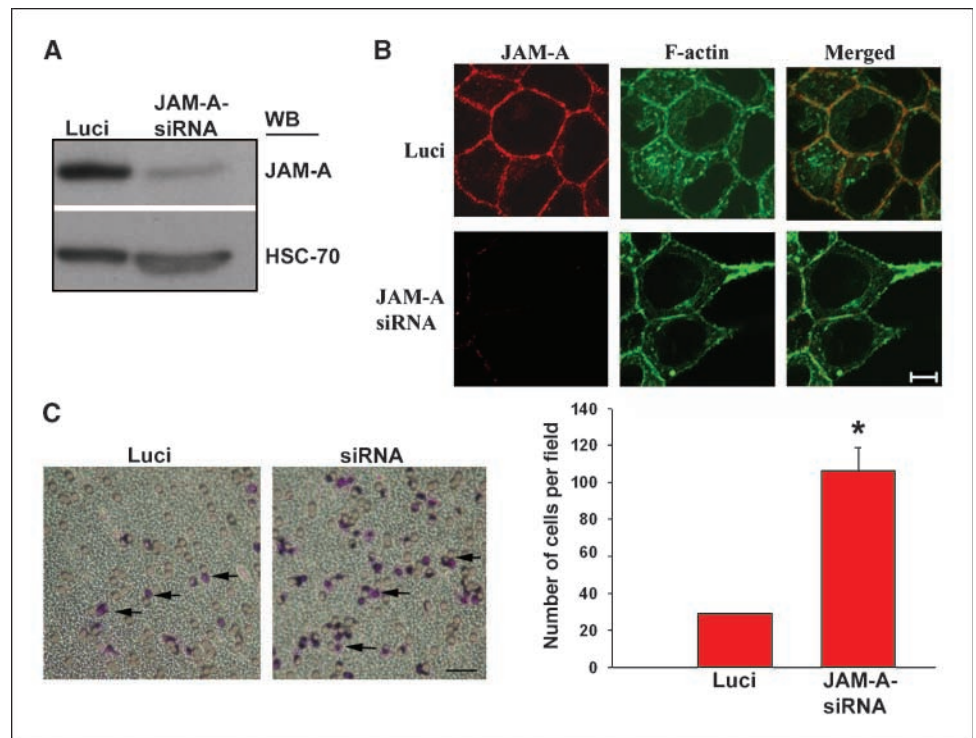 A
Luci
JAM-A-
siRNA
WB
JAM-A
HSC-70
B
JAM-A
F-actin
Merged
Luci
JAM-A
siRNA
C
Luci
siRNA
Number of cells per field
140
120
100
80
60
40
20
0
*
Luci
JAM-A-
siRNA